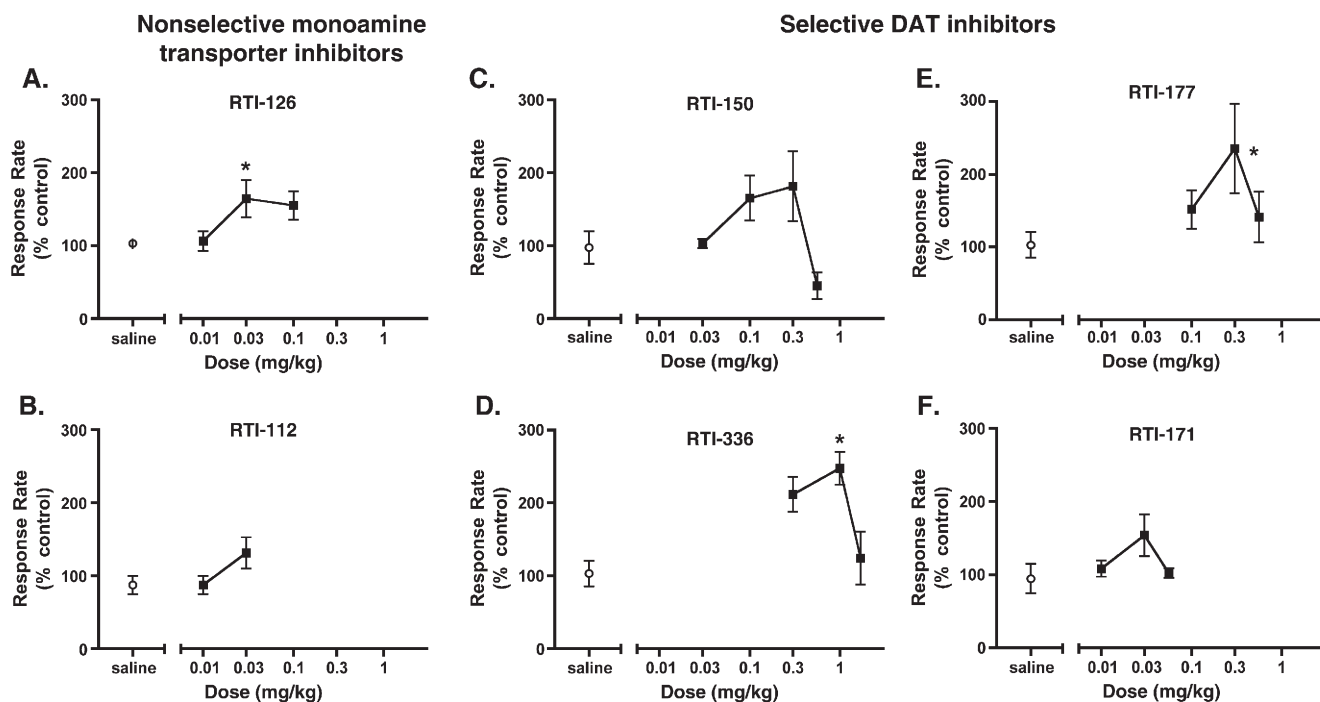 Nonselective monoamine
transporter inhibitors
Selective DAT inhibitors
A.
RTI-126
Response Rate
(% control)
300
200
100
0
*
saline
0.01 0.03 0.1 0.3 1
Dose (mg/kg)
C.
RTI-150
Response Rate
(% control)
300
200
100
0
saline
0.01 0.03 0.1 0.3 1
Dose (mg/kg)
E.
RTI-177
Response Rate
(% control)
300
200
100
0
*
saline
0.01 0.03 0.1 0.3 1
Dose (mg/kg)
B.
RTI-112
Response Rate
(% control)
300
200
100
0
saline
0.01 0.03 0.1 0.3 1
Dose (mg/kg)
D.
RTI-336
Response Rate
(% control)
300
200
100
0
*
saline
0.01 0.03 0.1 0.3 1
Dose (mg/kg)
F.
RTI-171
Response Rate
(% control)
300
200
100
0
saline
0.01 0.03 0.1 0.3 1
Dose (mg/kg)